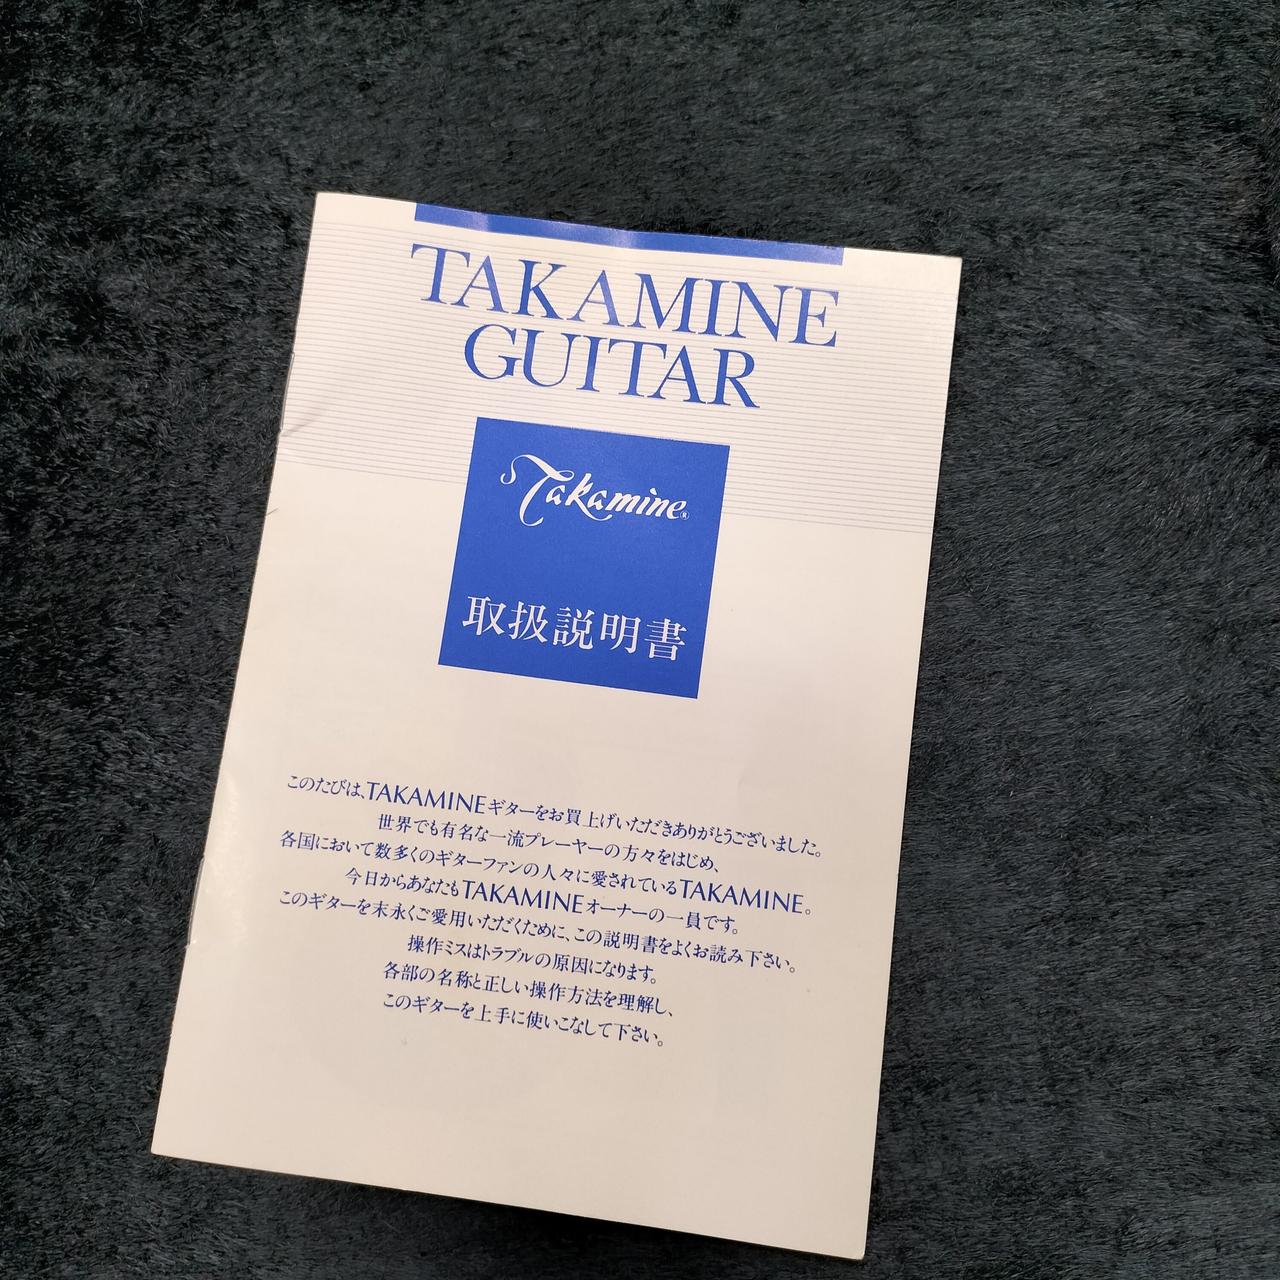 TAKAMINE
GUITAR
Takamine®
取扱説明書
このたびは、TAKAMINEギターをお買上げいただきありがとうございました。
世界でも有名な一流プレーヤーの方々をはじめ、
各国において数多くのギターファンの人々に愛されているTAKAMINE。
今日からあなたもTAKAMINEオーナーの一員です。
このギターを末永くご愛用いただくために、この説明書をよくお読み下さい。
操作ミスはトラブルの原因になります。
各部の名称と正しい操作方法を理解し、
このギターを上手に使いこなして下さい。